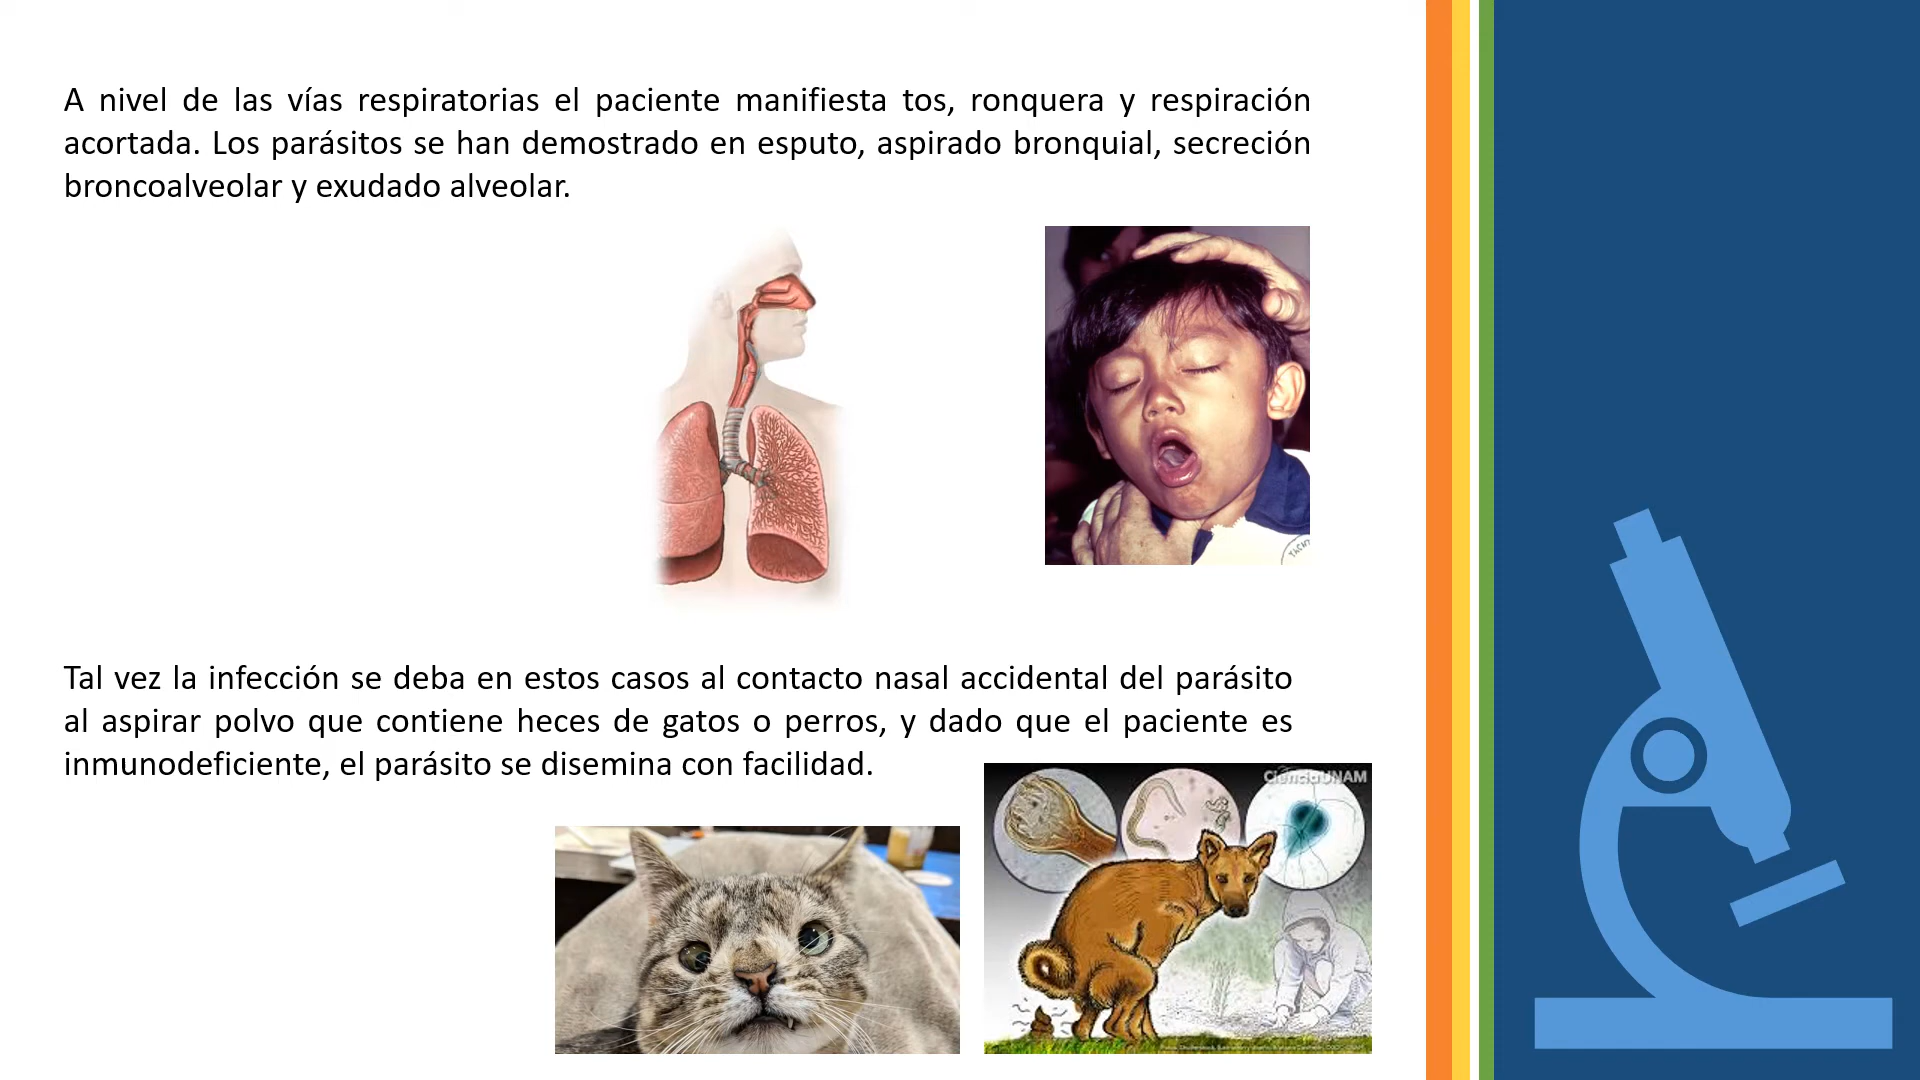 A nivel de las vías respiratorias el paciente manifiesta tos, ronquera y respiración
acortada. Los parásitos se han demostrado en esputo, aspirado bronquial, secreción
broncoalveolar y exudado alveolar.
Tal vez la infección se deba en estos casos al contacto nasal accidental del parásito
al aspirar polvo que contiene heces de gatos o perros, y dado que el paciente es
inmunodeficiente, el parásito se disemina con facilidad.
CienciaUNAM